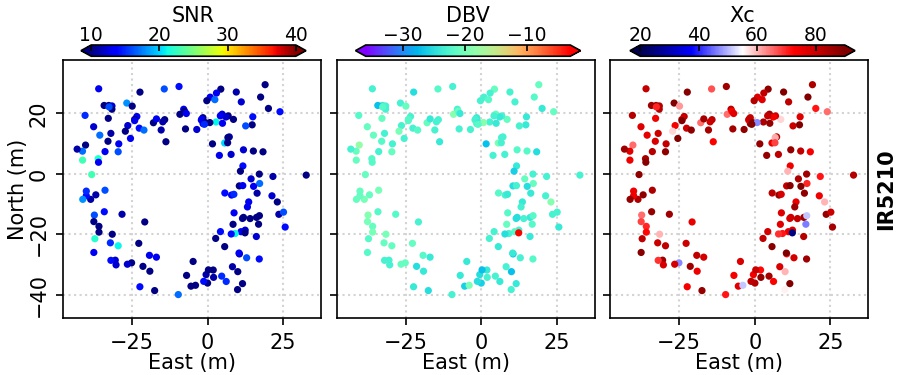 SNR DBV Xc
10 20 30 40 −30 −20 −10 20 40 60 80
North (m)
20
0
−20
−40
IR5210
−25 0 25 −25 0 25 −25 0 25
East (m) East (m) East (m)